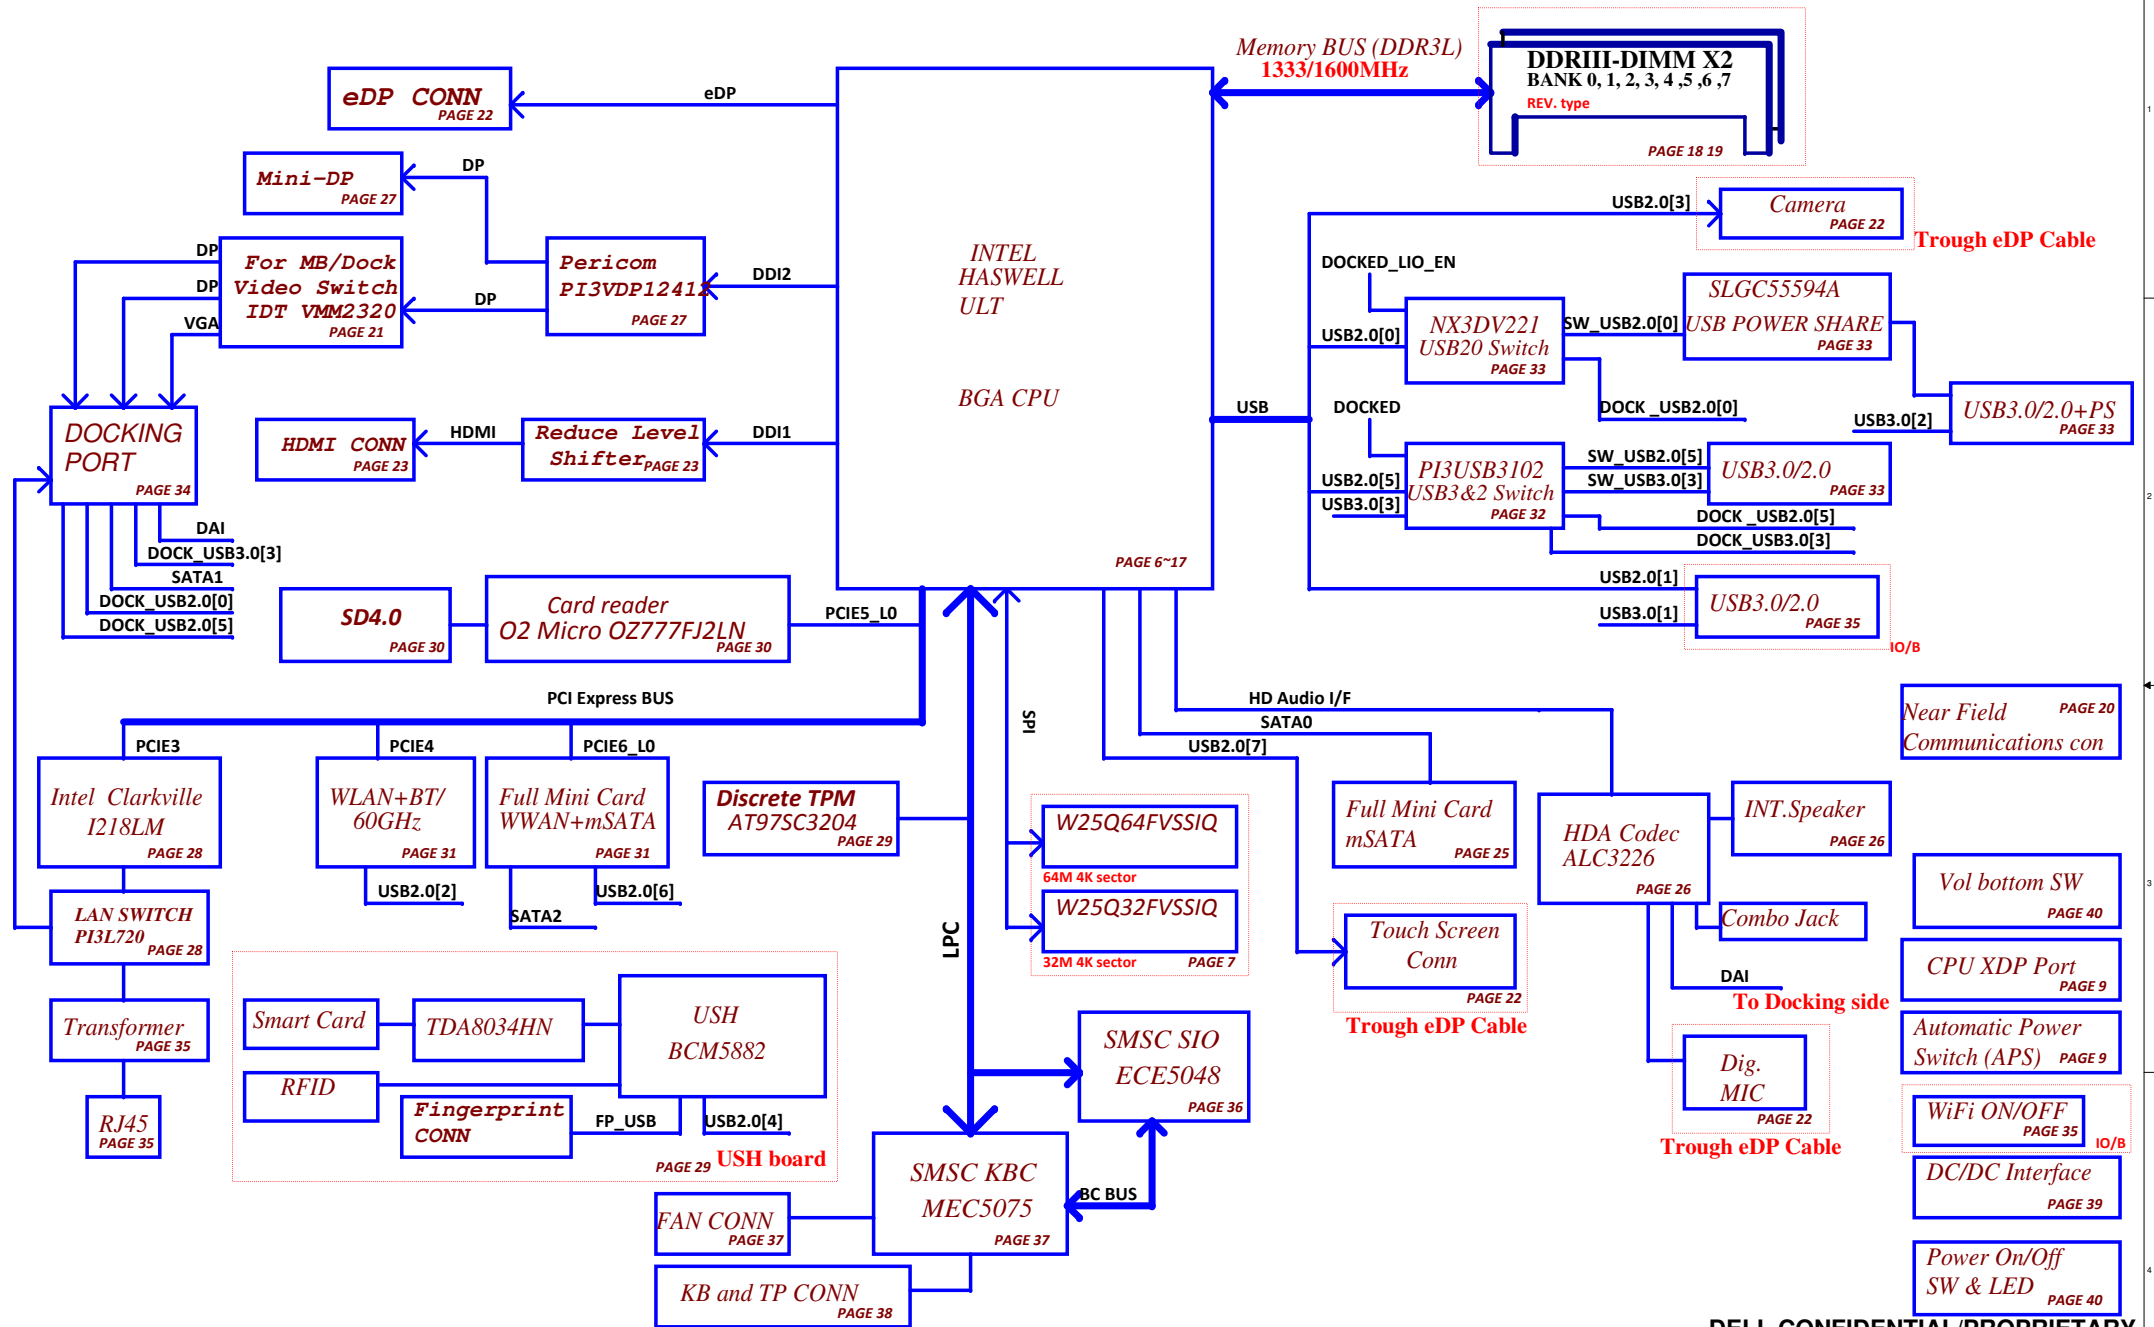 Memory BUS (DDR3L)
1333/1600MHz
DDRIII-DIMM X2
BANK 0, 1, 2, 3, 4 ,5 ,6 ,7
REV. type
PAGE 18 19
eDP CONN
PAGE 22
eDP
Mini-DP
PAGE 27
DP
DP
DP
VGA
For MB/Dock
Video Switch
IDT VMM2320
PAGE 21
DP
Pericom
PI3VDP12412
PAGE 27
DDI2
INTEL
HASWELL
ULT
BGA CPU
PAGE 6~17
USB2.0[3]
Camera
PAGE 22
Trough eDP Cable
DOCKED_LIO_EN
USB2.0[0]
NX3DV221
USB20 Switch
PAGE 33
SW_USB2.0[0]
SLGC55594A
USB POWER SHARE
PAGE 33
DOCK _USB2.0[0]
USB3.0[2]
USB3.0/2.0+PS
PAGE 33
USB
DOCKED
USB2.0[5]
USB3.0[3]
PI3USB3102
USB3&2 Switch
PAGE 32
SW_USB2.0[5]
SW_USB3.0[3]
USB3.0/2.0
PAGE 33
DOCK _USB2.0[5]
DOCK_USB3.0[3]
USB2.0[1]
USB3.0[1]
USB3.0/2.0
PAGE 35
IO/B
DOCKING
PORT
PAGE 34
HDMI CONN
PAGE 23
HDMI
Reduce Level
Shifter
PAGE 23
DDI1
DAI
DOCK_USB3.0[3]
SATA1
DOCK_USB2.0[0]
DOCK_USB2.0[5]
SD4.0
PAGE 30
Card reader
O2 Micro OZ777FJ2LN
PAGE 30
PCIE5_L0
PCI Express BUS
SPI
HD Audio I/F
SATA0
USB2.0[7]
PCIE3
PCIE4
PCIE6_L0
Intel Clarkville
I218LM
PAGE 28
WLAN+BT/
60GHz
PAGE 31
Full Mini Card
WWAN+mSATA
PAGE 31
USB2.0[2]
SATA2
USB2.0[6]
Discrete TPM
AT97SC3204
PAGE 29
W25Q64FVSSIQ
64M 4K sector
W25Q32FVSSIQ
32M 4K sector
PAGE 7
Full Mini Card
mSATA
PAGE 25
HDA Codec
ALC3226
PAGE 26
INT.Speaker
PAGE 26
Combo Jack
DAI
To Docking side
Dig.
MIC
PAGE 22
Trough eDP Cable
Touch Screen
Conn
PAGE 22
Trough eDP Cable
LAN SWITCH
PI3L720
PAGE 28
Transformer
PAGE 35
RJ45
PAGE 35
Smart Card
TDA8034HN
USH
BCM5882
RFID
Fingerprint
CONN
FP_USB
USB2.0[4]
PAGE 29
USH board
LPC
SMSC SIO
ECE5048
PAGE 36
SMSC KBC
MEC5075
PAGE 37
BC BUS
FAN CONN
PAGE 37
KB and TP CONN
PAGE 38
Near Field
Communications con
PAGE 20
Vol bottom SW
PAGE 40
CPU XDP Port
PAGE 9
Automatic Power
Switch (APS)
PAGE 9
WiFi ON/OFF
PAGE 35
IO/B
DC/DC Interface
PAGE 39
Power On/Off
SW & LED
PAGE 40
1
2
3
4
DELL CONFIDENTIAL/PROPRIETARY